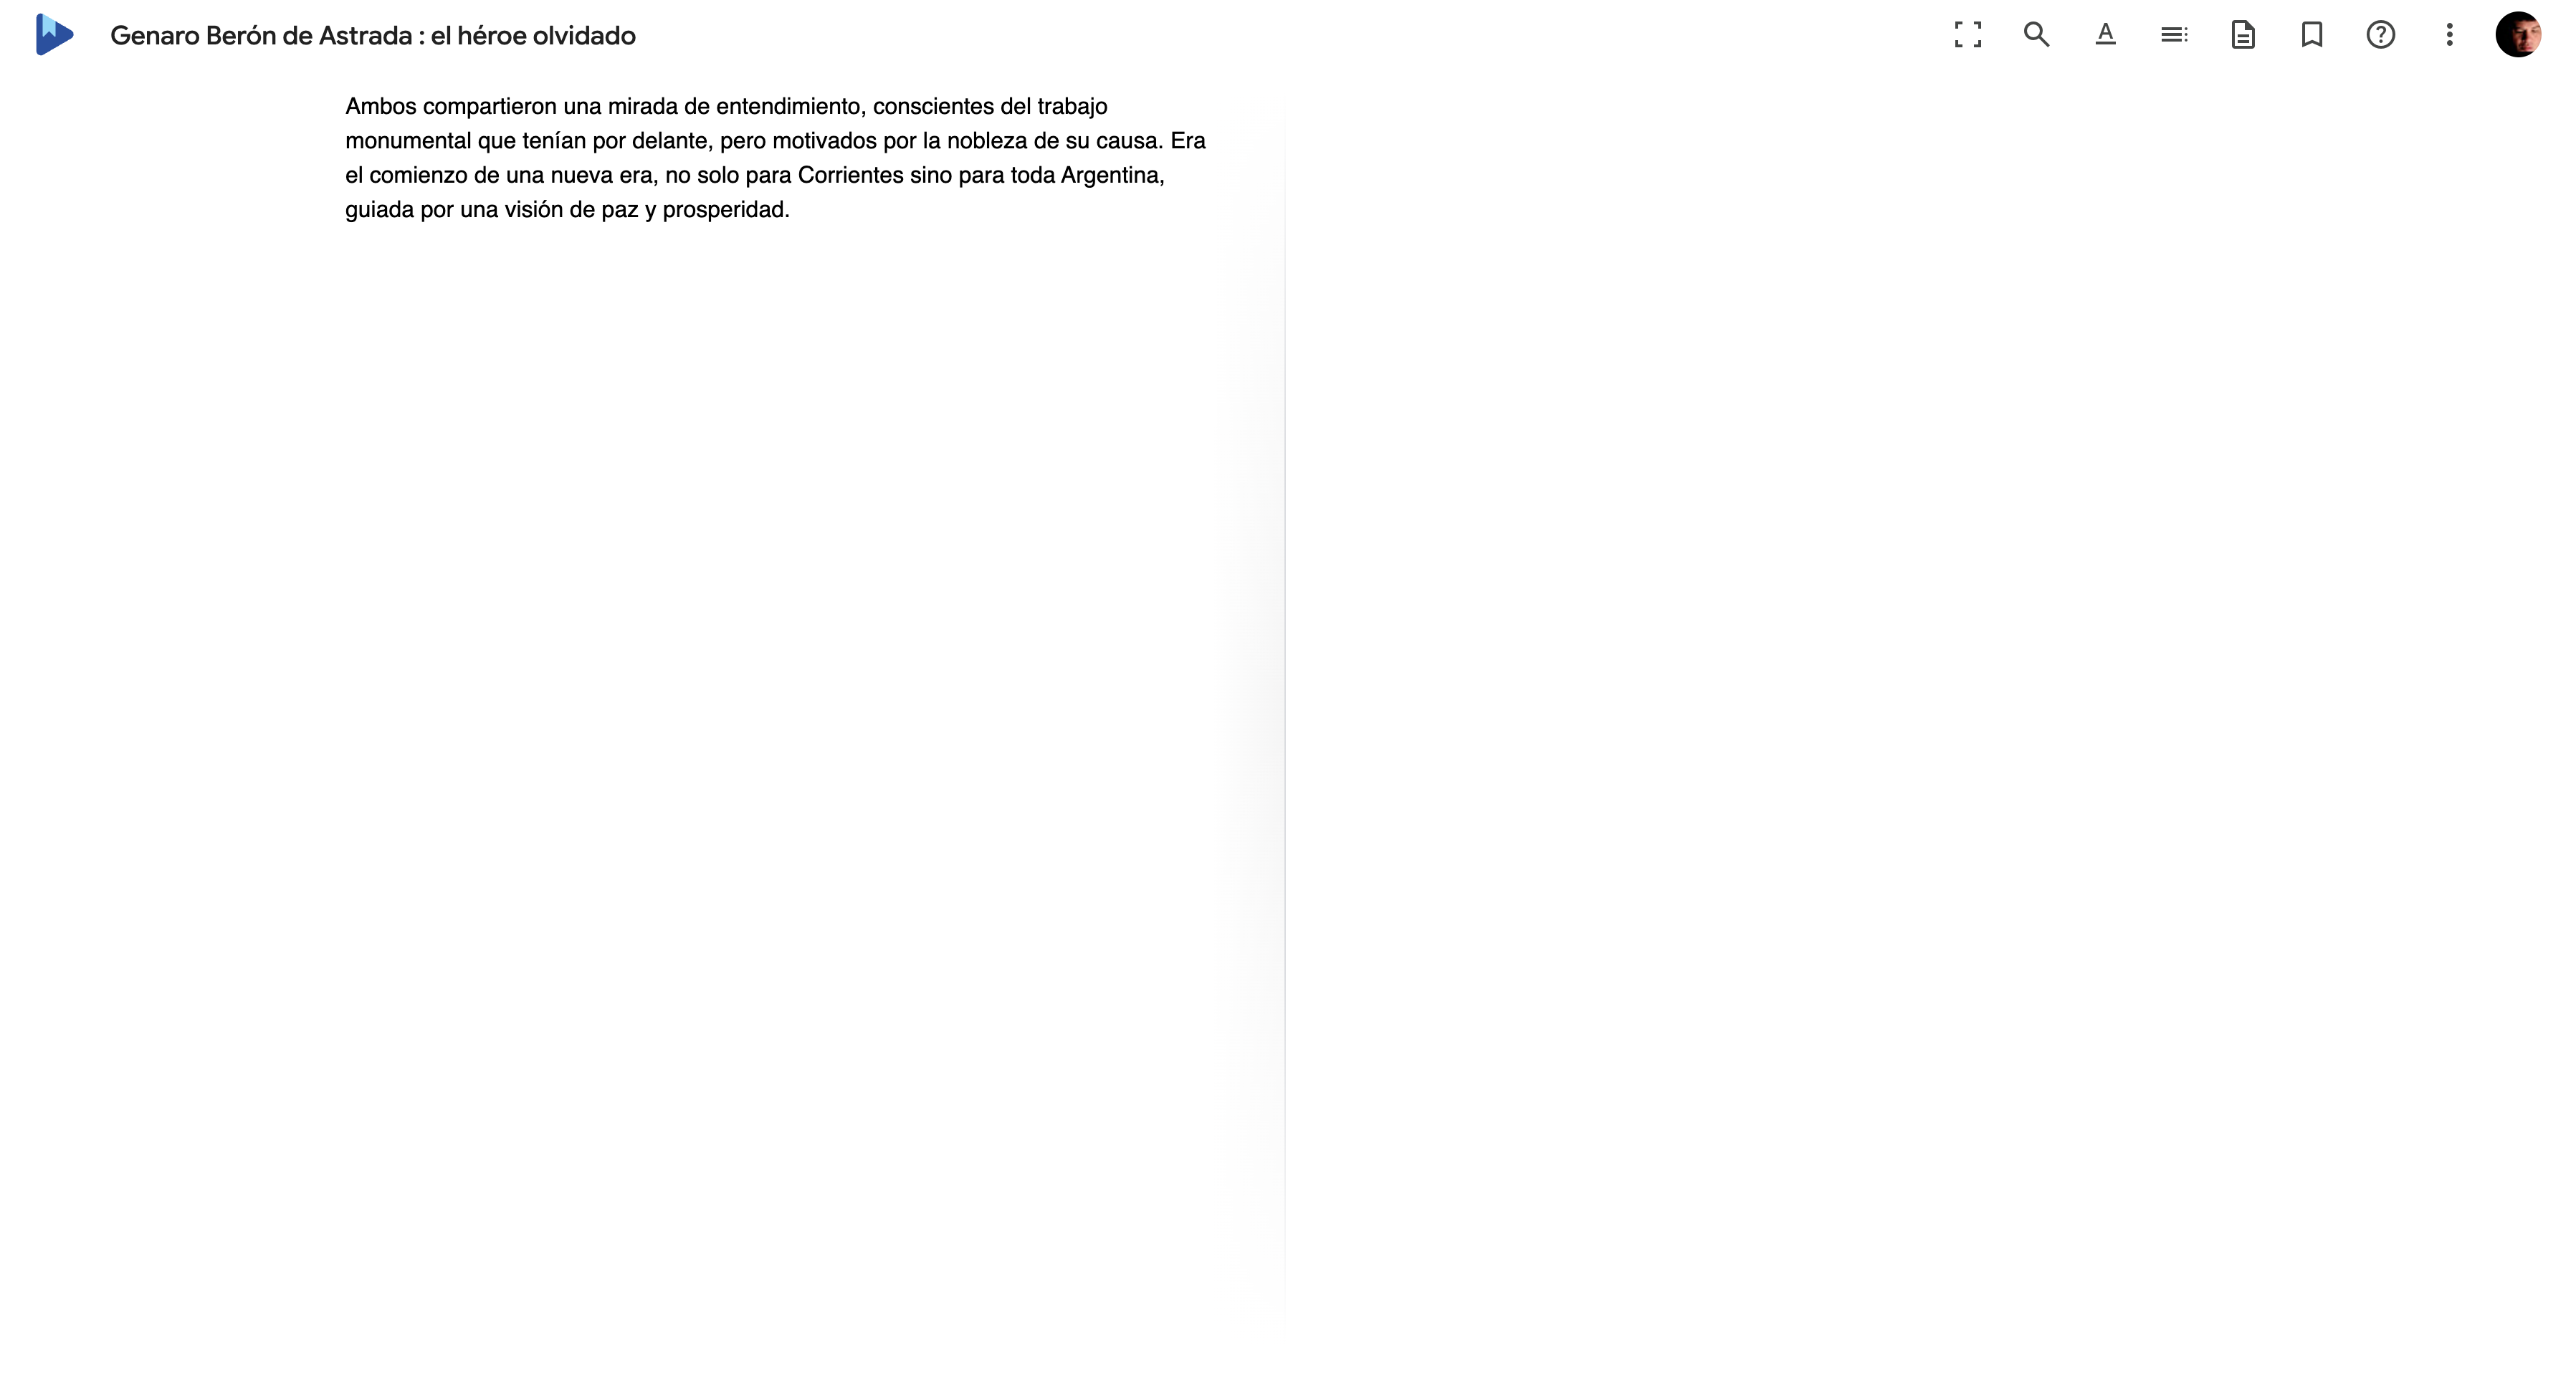 Genaro Berón de Astrada : el héroe olvidado
Ambos compartieron una mirada de entendimiento, conscientes del trabajo
monumental que tenían por delante, pero motivados por la nobleza de su causa. Era
el comienzo de una nueva era, no solo para Corrientes sino para toda Argentina,
guiada por una visión de paz y prosperidad.